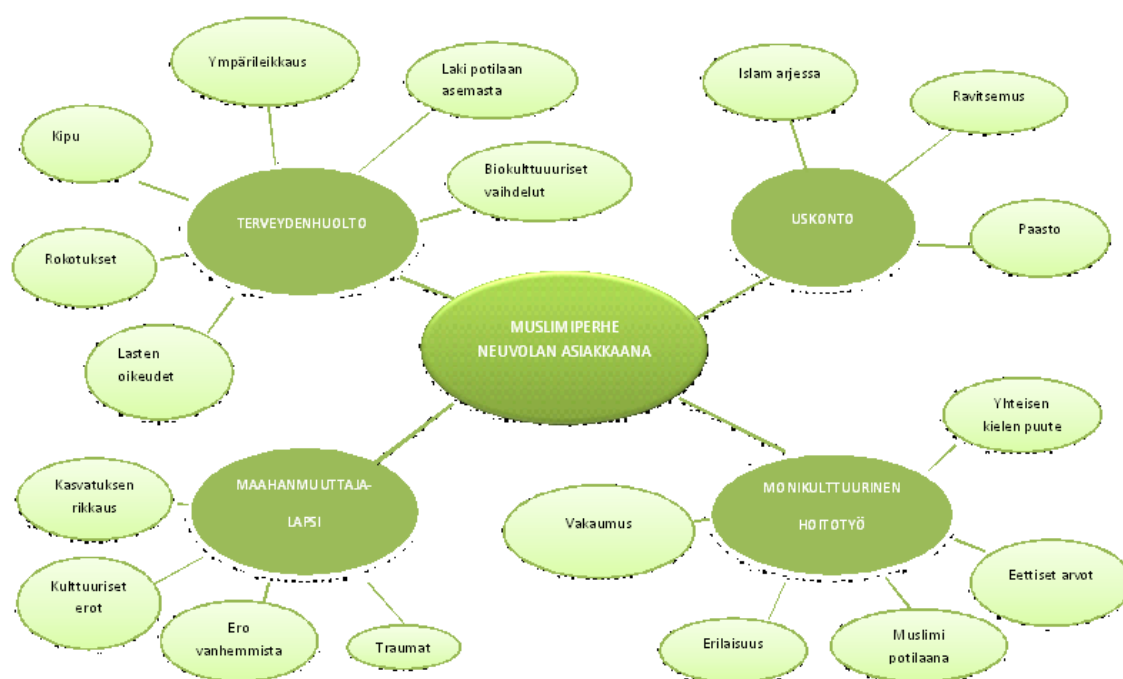 Ympärileikkaus
Laki potilaan
asemasta
Kipu
Biokulttuuuriset
vaihdelut
TERVEYDENHUOLTO
Rokotukset
Lasten
oikeudet
Islam arjessa
Ravitsemus
USKONTO
Paasto
MUSLIMIPERHE
NEUVOLAN ASIAKKAANA
Kasvatuksen
rikkaus
MAAHANMUUTTAJA-
LAPSI
Kulttuuriset
erot
Ero
vanhemmista
Traumat
Yhteisen
kielen puute
MONIKULTTUURINEN
HOITOTYÖ
Vakaumus
Eettiset arvot
Erilaisuus
Muslimi
potilaana